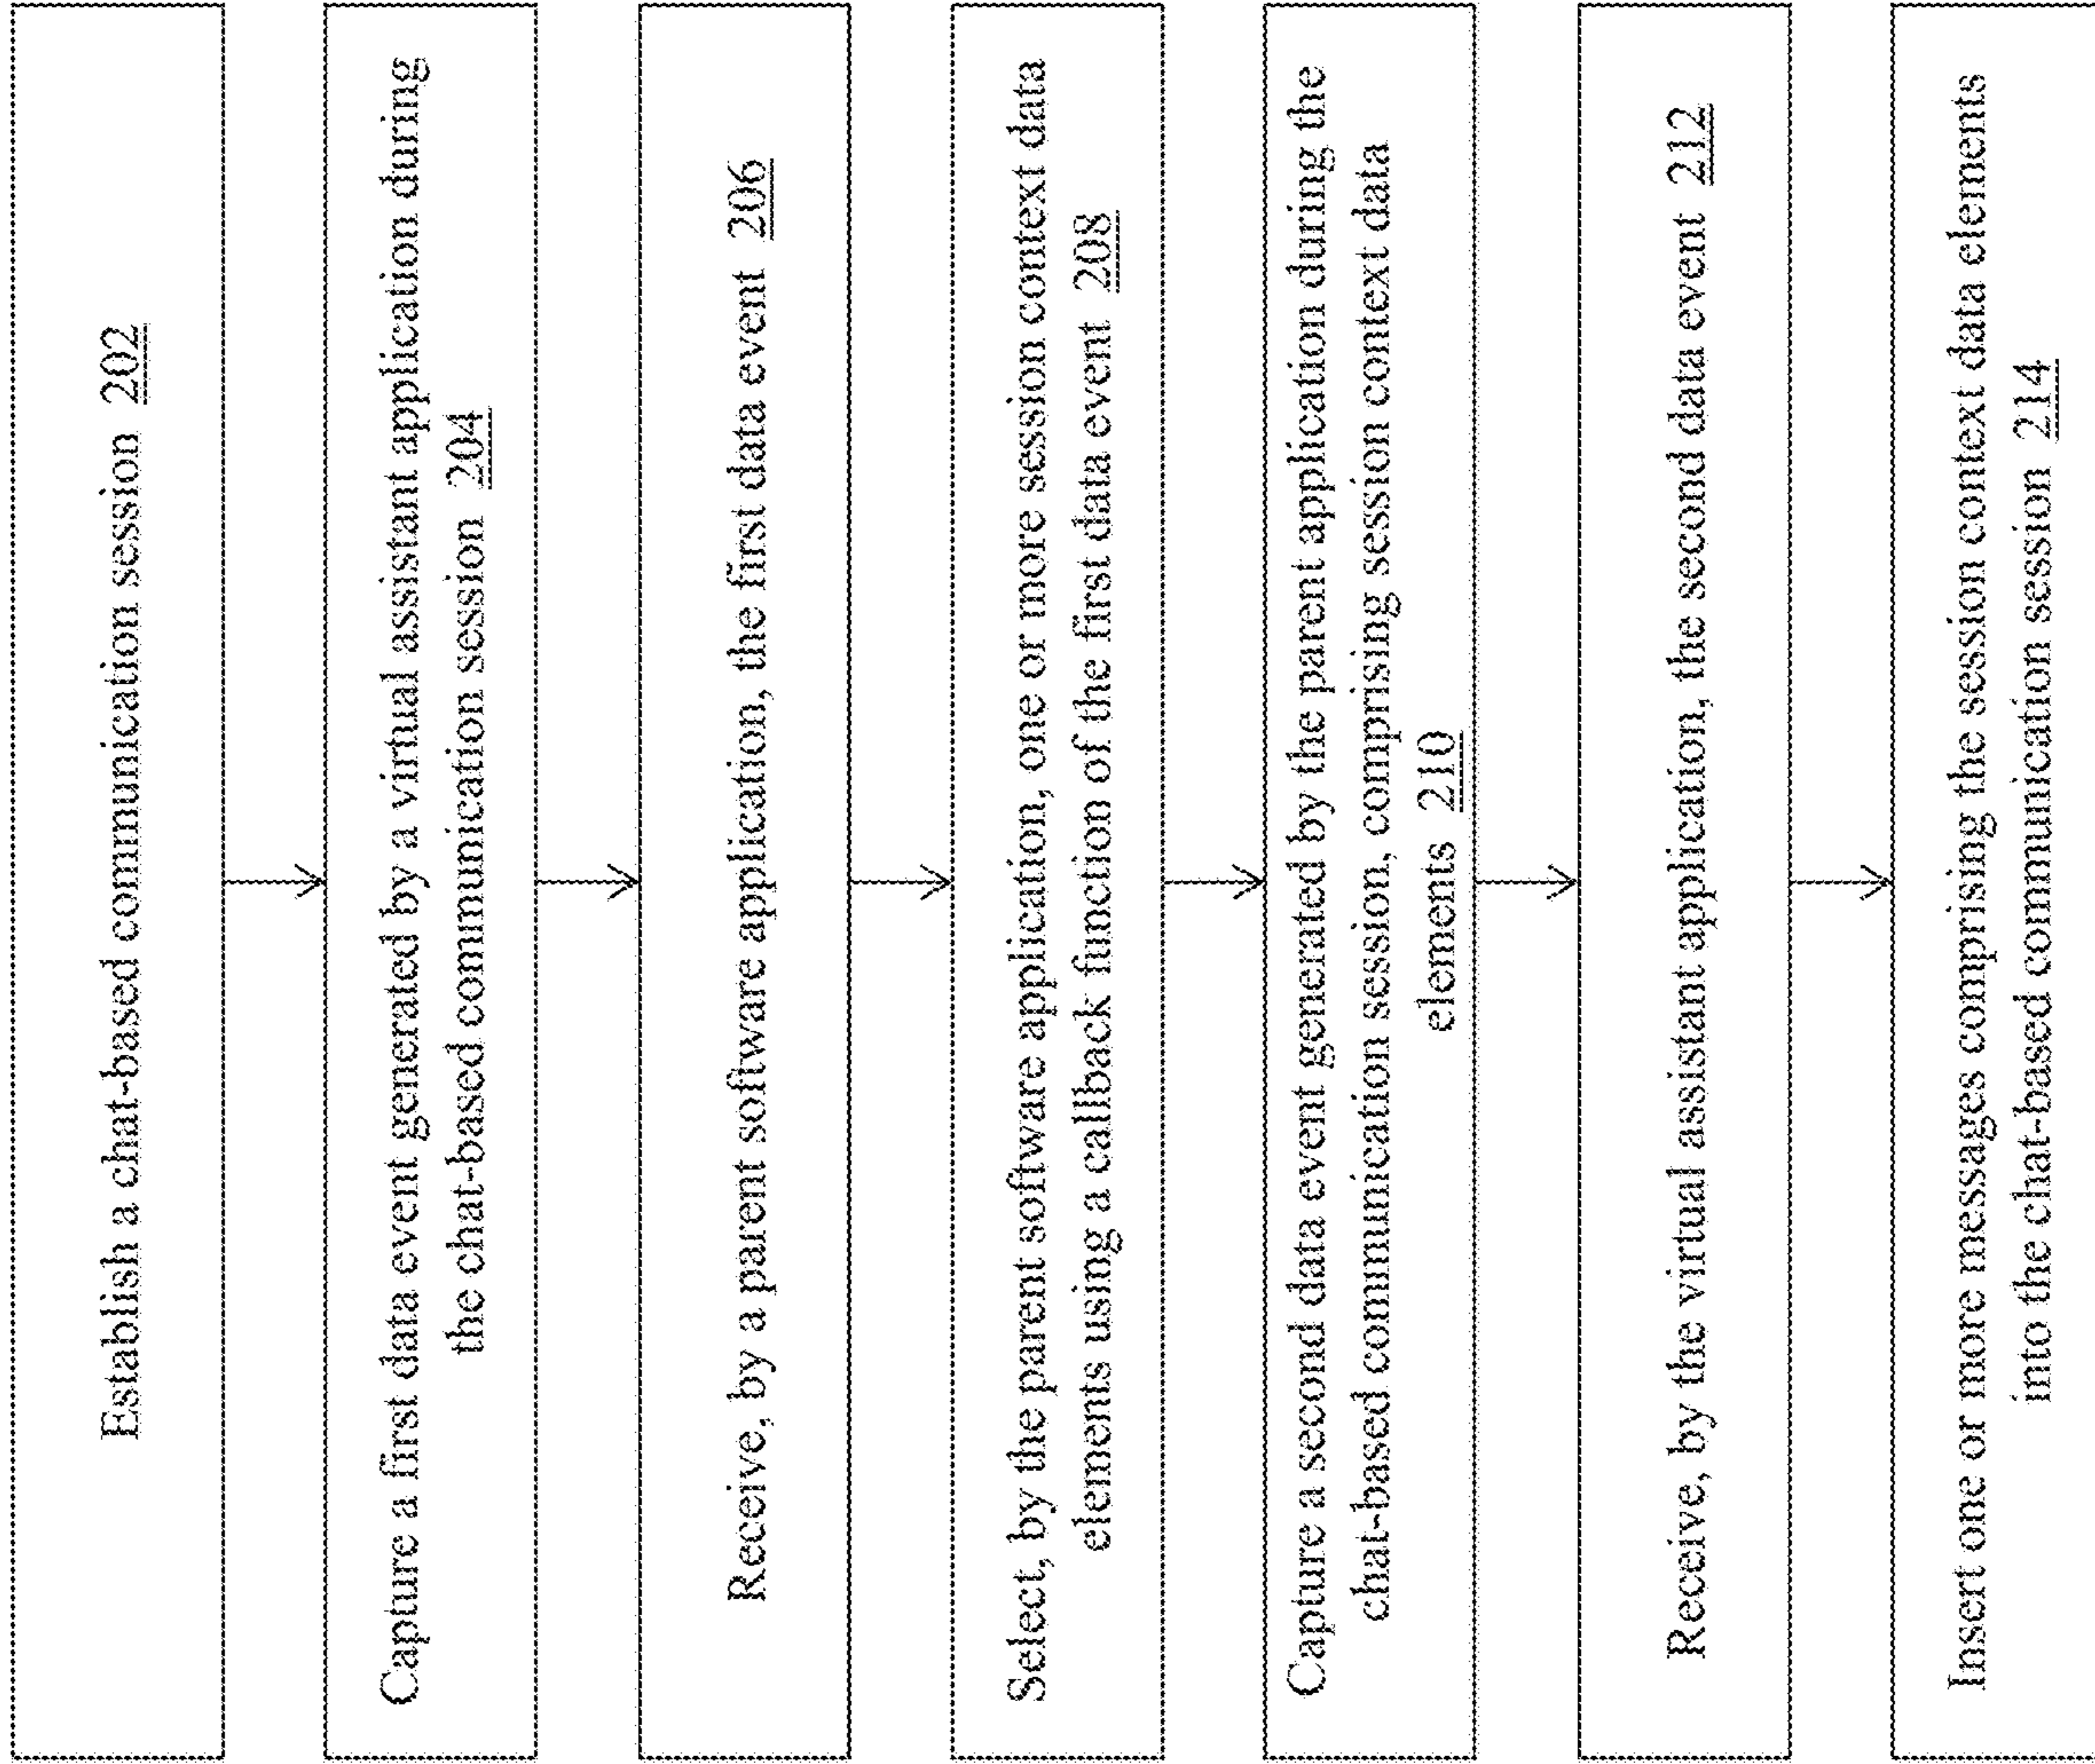 Establish a chat-based communication session 202
Capture a first data event generated by a virtual assistant application during
the chat-based communication session 204
Receive, by a parent software application, the first data event 206
Select, by the parent software application, one or more session context data
elements using a callback function of the first data event 208
Capture a second data event generated by the parent application during the
chat-based communication session, comprising session context data
elements 210
Receive, by the virtual assistant application, the second data event 212
Insert one or more messages comprising the session context data elements
into the chat-based communication session 214